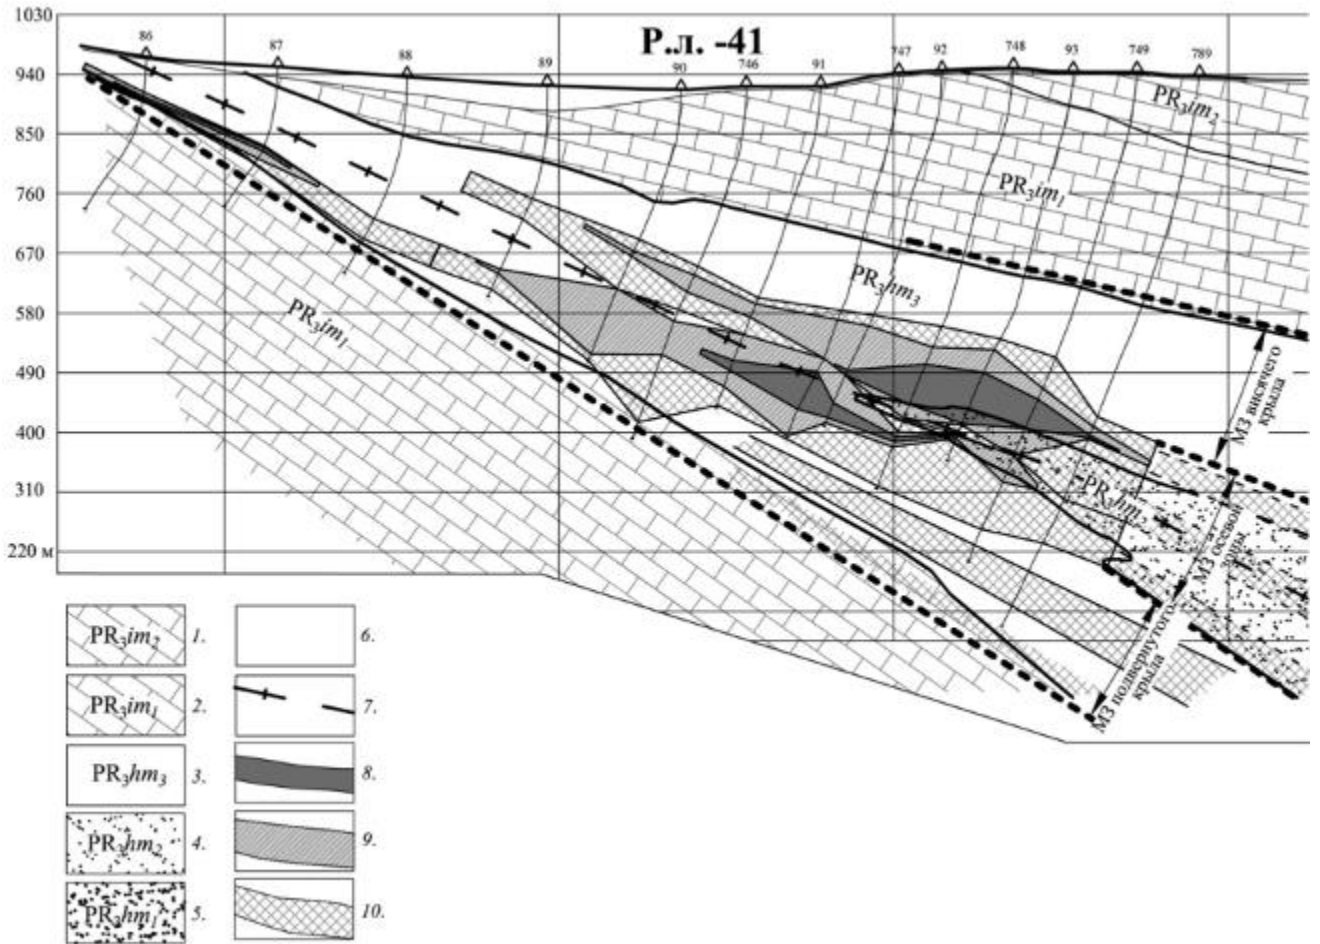 Р.л. -41
1030
940
850
760
670
580
490
400
310
220 м
86
87
88
89
90
746
91
747
92
748
93
749
789
PR₃im₂
PR₃im₁
PR₃hm₃
PR₃im₁
PR₃hm₂
МЗ висячего
крыла
МЗ осевой
зоны
МЗ подвернутого
крыла
PR₃im₂ 1.
PR₃im₁ 2.
PR₃hm₃ 3.
PR₃hm₂ 4.
PR₃hm₁ 5.
6.
7.
8.
9.
10.